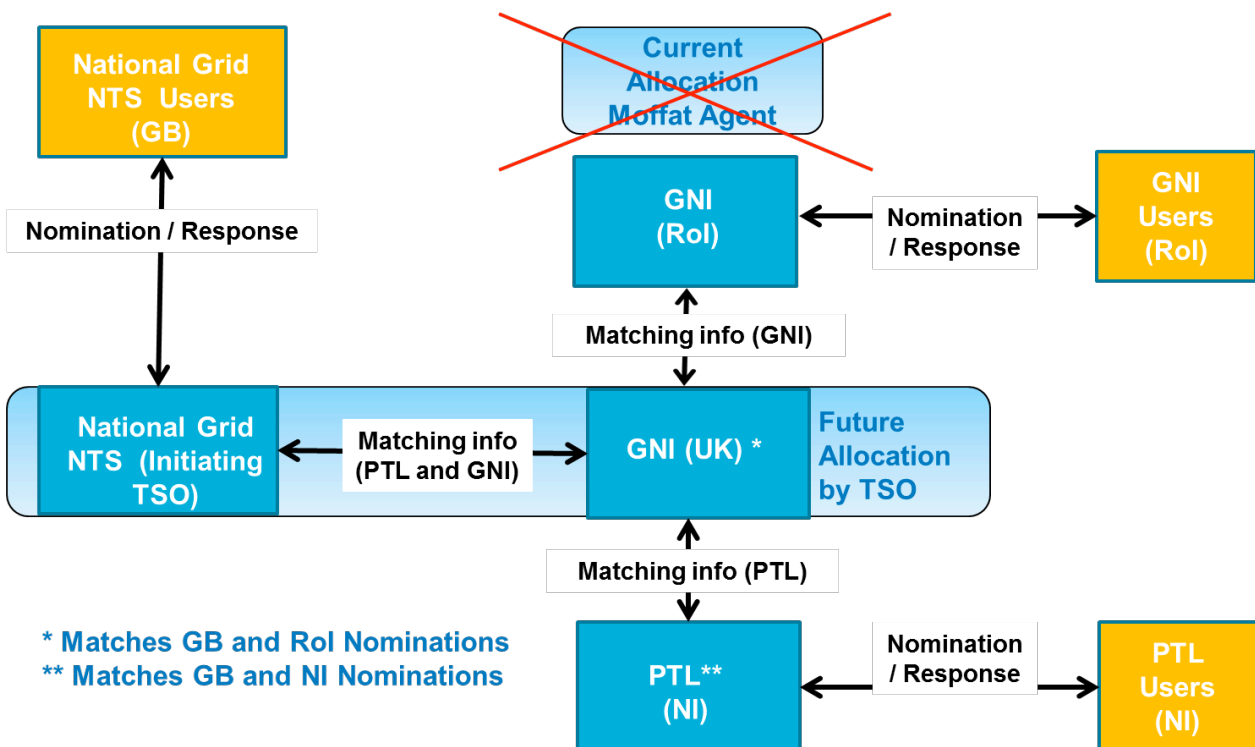 National Grid
NTS Users
(GB)
Current
Allocation
Moffat Agent
GNI
(RoI)
Nomination
/ Response
GNI
Users
(RoI)
Nomination / Response
Matching info (GNI)
National Grid
NTS (Initiating
TSO)
Matching info
(PTL and GNI)
GNI (UK) *
Future
Allocation
by TSO
Matching info (PTL)
* Matches GB and RoI Nominations
** Matches GB and NI Nominations
PTL**
(NI)
Nomination
/ Response
PTL
Users
(NI)